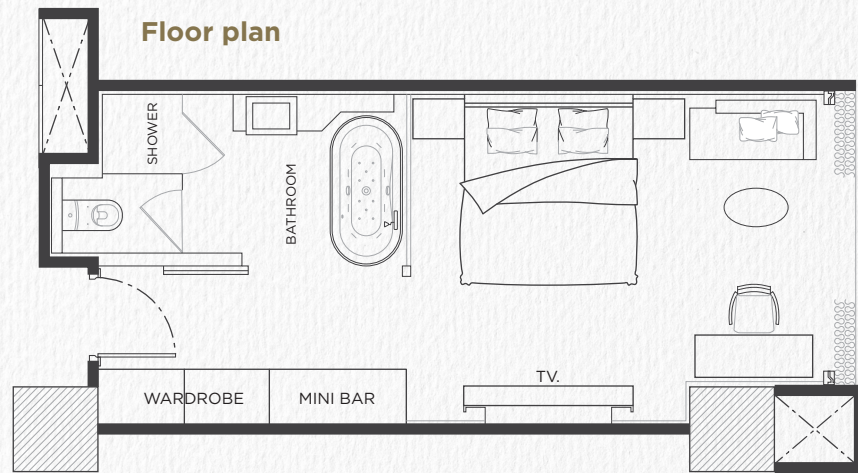 Floor plan
SHOWER
BATHROOM
TV.
WARDROBE
MINI BAR